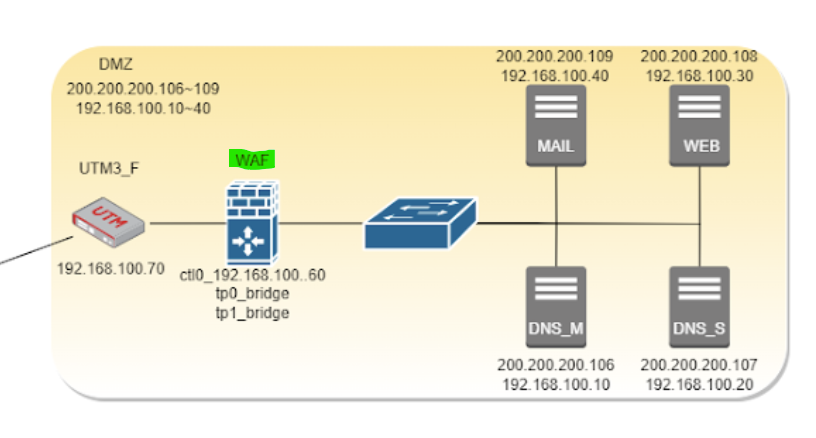 DMZ
200.200.200.106~109
192.168.100.10~40
200.200.200.109
192.168.100.40
200.200.200.108
192.168.100.30
MAIL
WEB
UTM3_F
WAF
UTM
192.168.100.70
ctl0_192.168.100..60
tp0_bridge
tp1_bridge
DNS_M
DNS_S
200.200.200.106
192.168.100.10
200.200.200.107
192.168.100.20